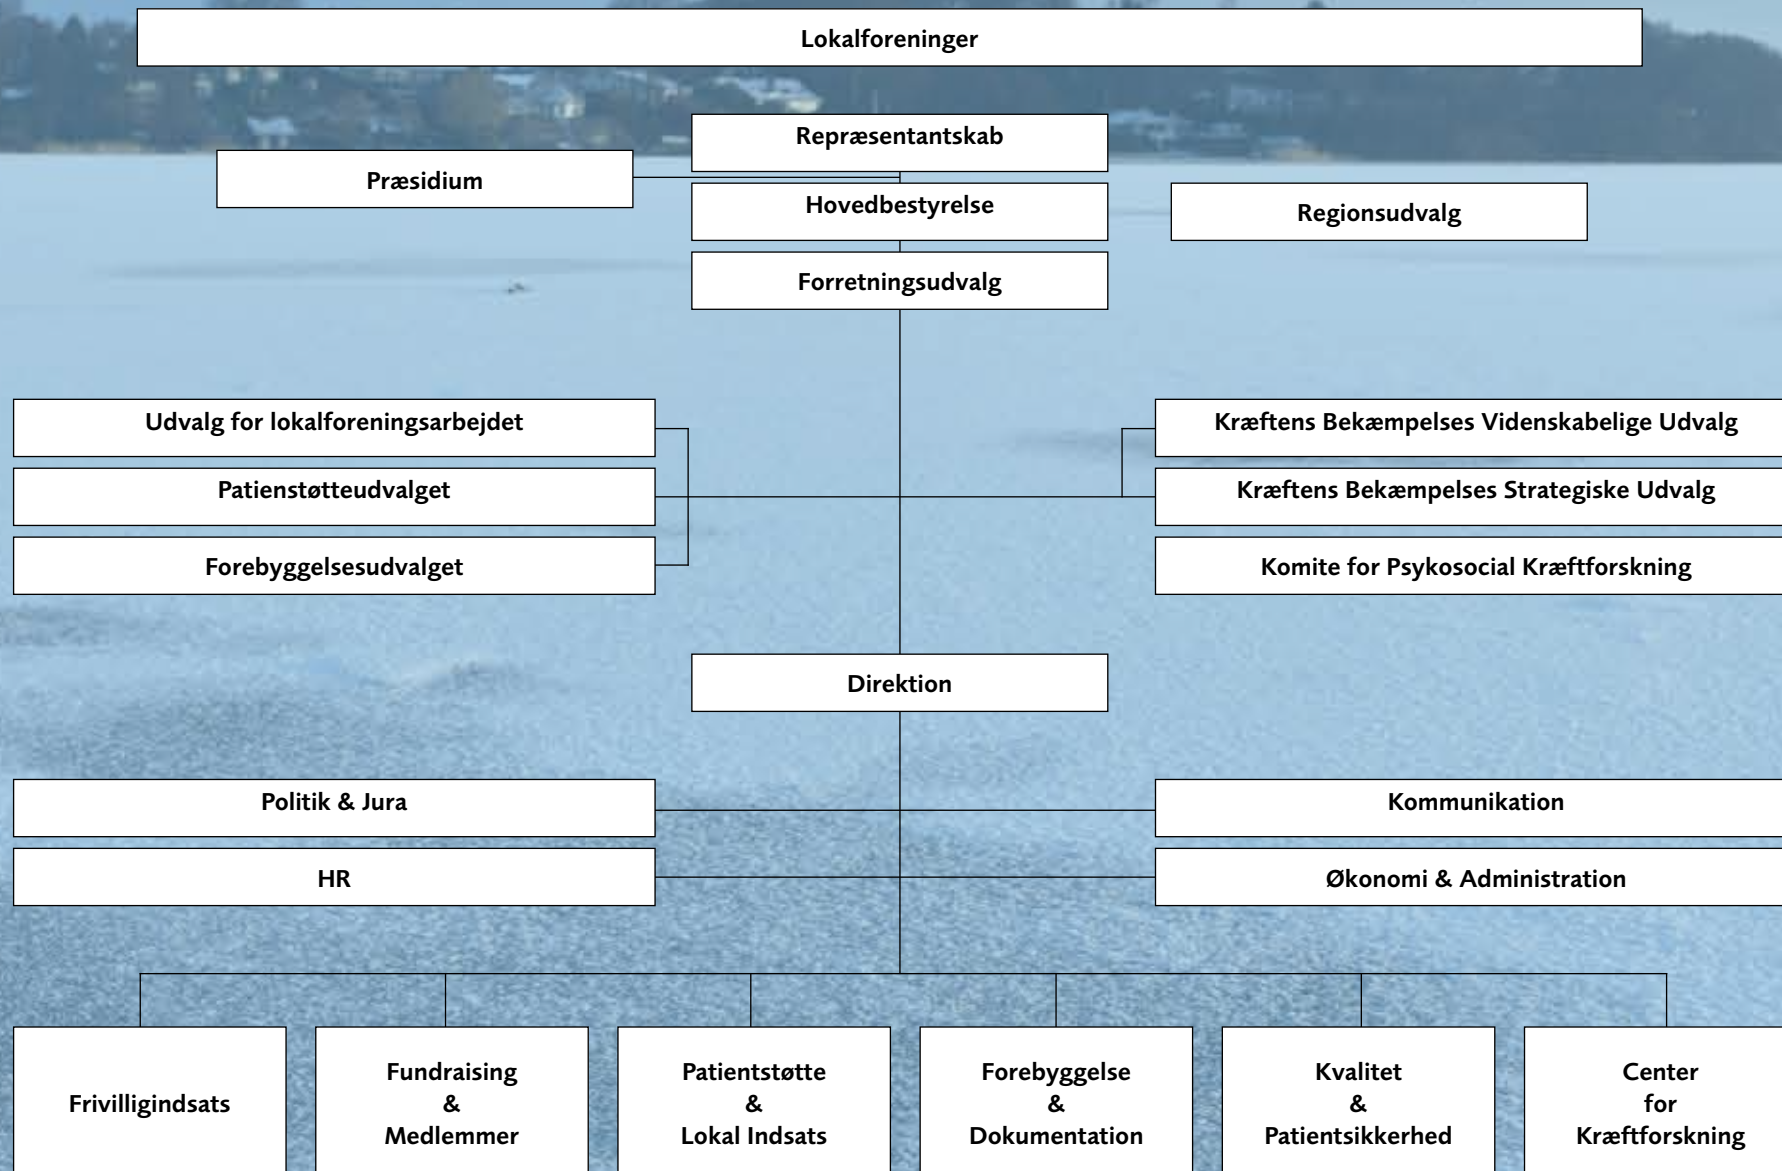 Lokalforeninger
Repræsentantskab
Præsidium
Hovedbestyrelse
Regionsudvalg
Forretningsudvalg
Udvalg for lokalforeningsarbejdet
Kræftens Bekæmpelses Videnskabelige Udvalg
Patienstøtteudvalget
Kræftens Bekæmpelses Strategiske Udvalg
Forebyggelsesudvalget
Komite for Psykosocial Kræftforskning
Direktion
Politik & Jura
Kommunikation
HR
Økonomi & Administration
Frivilligindsats
Fundraising
&
Medlemmer
Patientstøtte
&
Lokal Indsats
Forebyggelse
&
Dokumentation
Kvalitet
&
Patientsikkerhed
Center
for
Kræftforskning